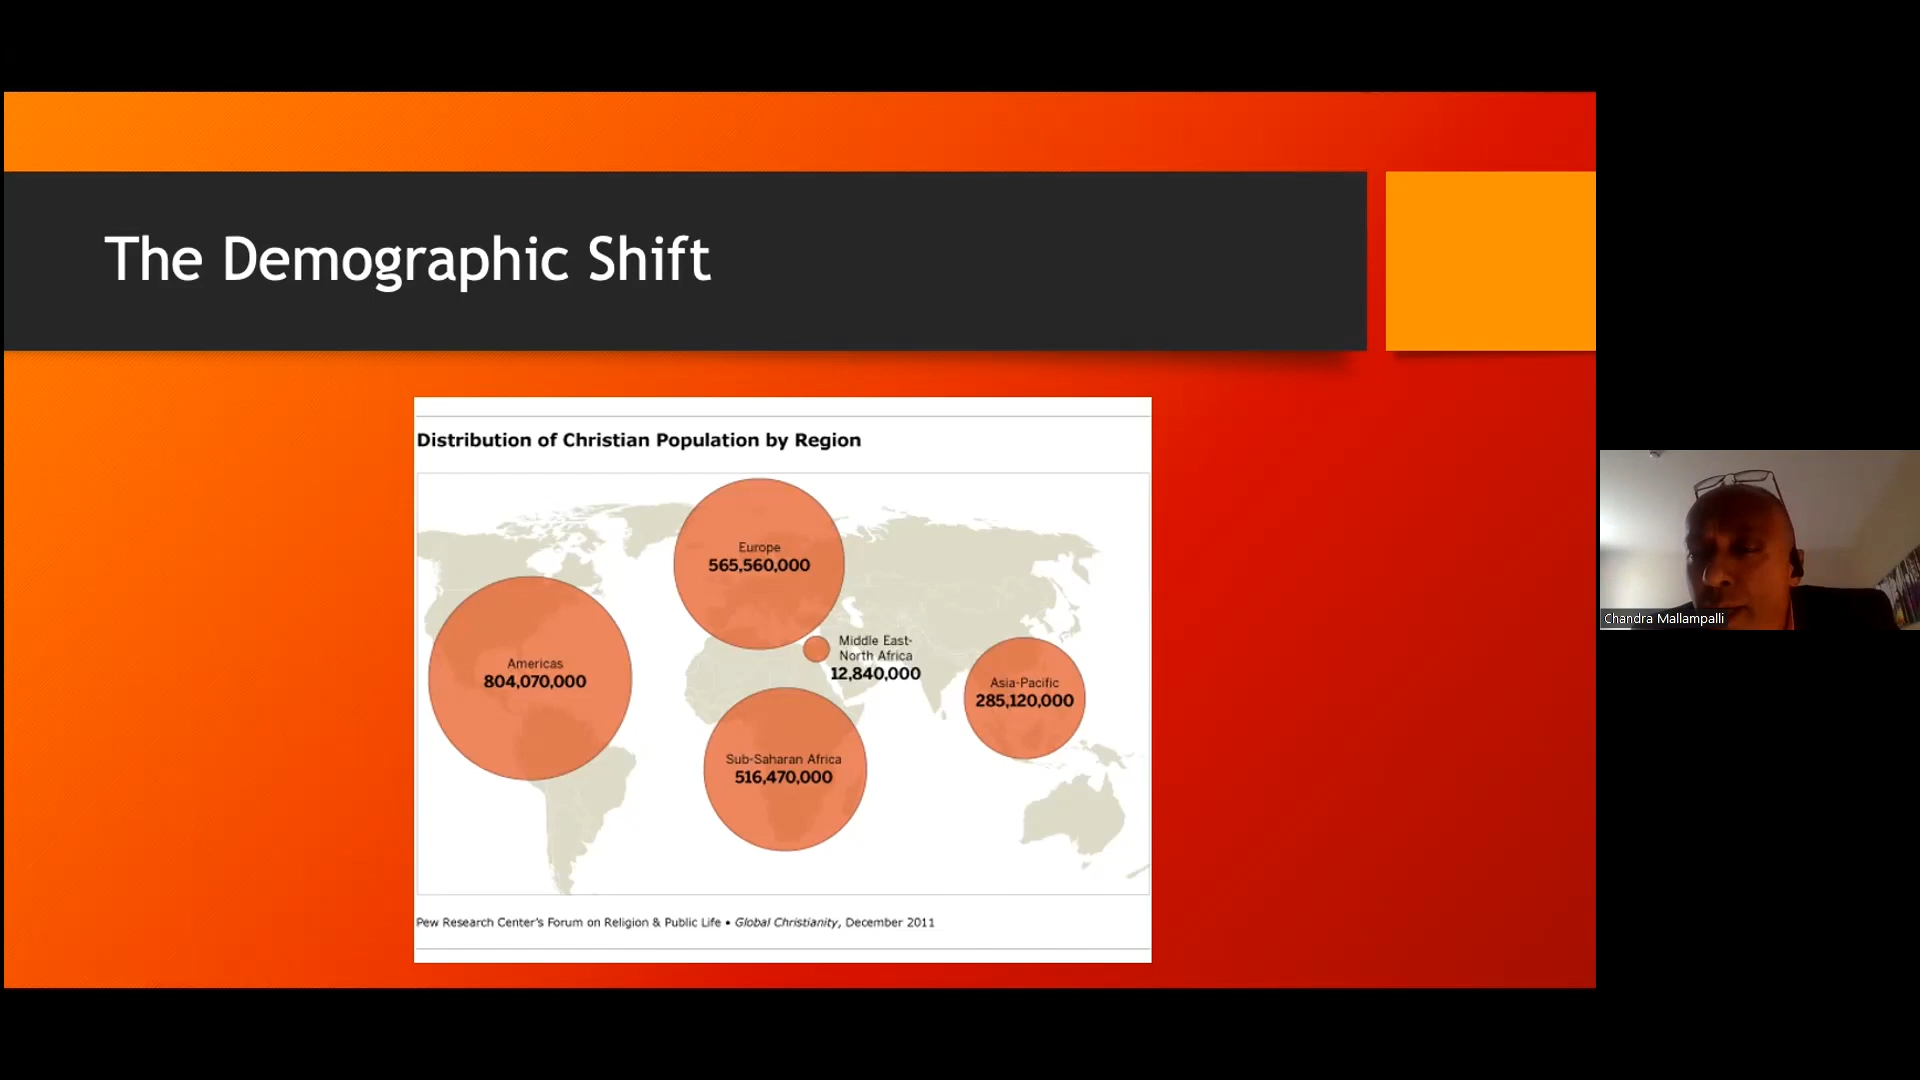 The Demographic Shift
Distribution of Christian Population by Region
Europe
565,560,000
Middle East-
North Africa
12,840,000
Americas
804,070,000
Asia-Pacific
285,120,000
Sub-Saharan Africa
516,470,000
Pew Research Center's Forum on Religion & Public Life • Global Christianity, December 2011
Chandra Mallampalli